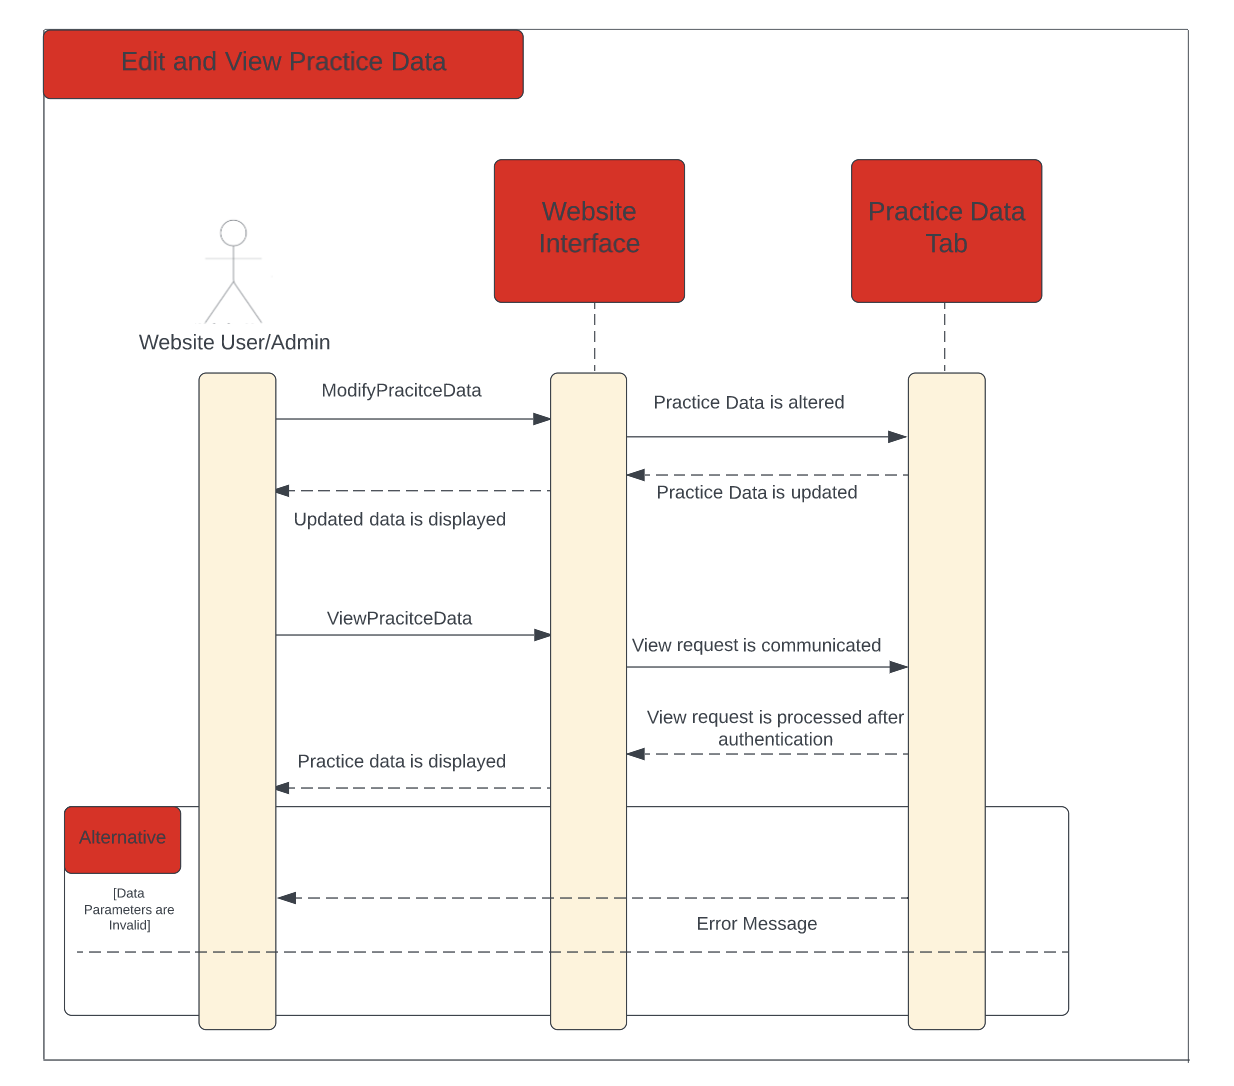 Edit and View Practice Data
Website
Interface
Practice Data
Tab
Website User/Admin
ModifyPracitceData
Practice Data is altered
Practice Data is updated
Updated data is displayed
ViewPracitceData
View request is communicated
View request is processed after
authentication
Practice data is displayed
Alternative
[Data
Parameters are
Invalid]
Error Message